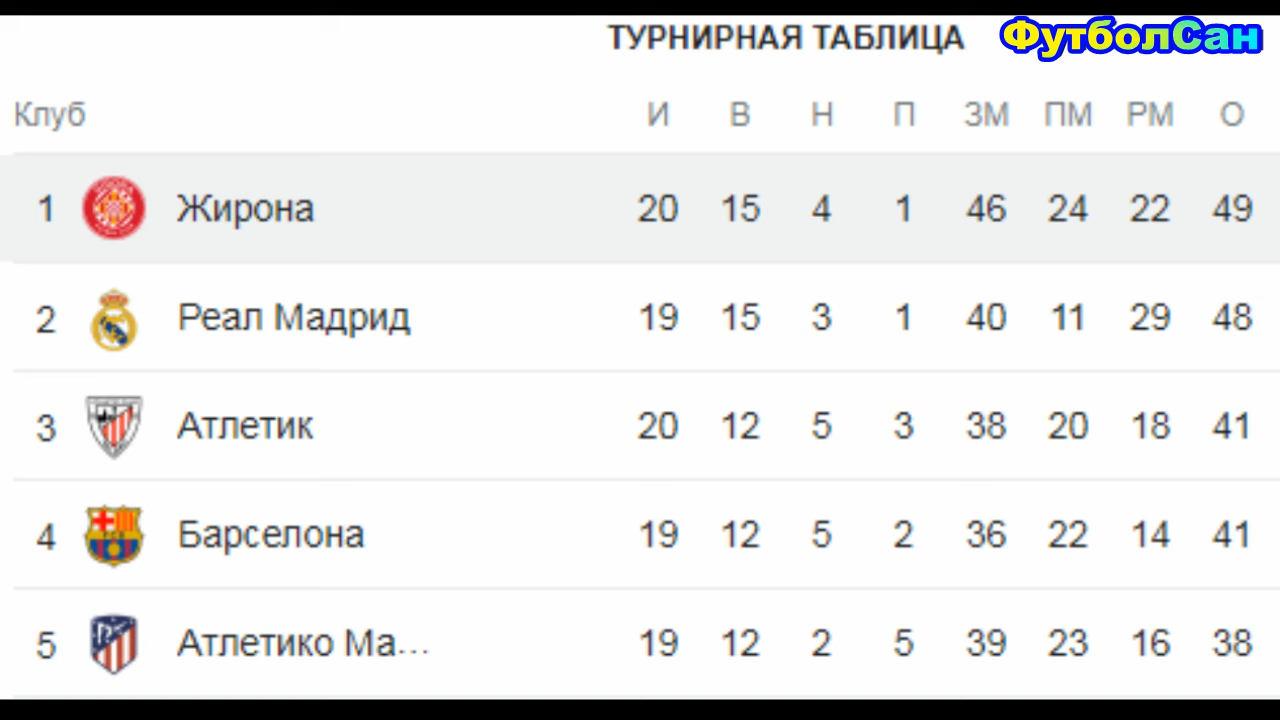 ТУРНИРНАЯ ТАБЛИЦА ФутболСан
Клуб И В Н П ЗМ ПМ РМ О
1 Жирона 20 15 4 1 46 24 22 49
2 Реал Мадрид 19 15 3 1 40 11 29 48
3 Атлетик 20 12 5 3 38 20 18 41
4 Барселона 19 12 5 2 36 22 14 41
5 Атлетико Ма... 19 12 2 5 39 23 16 38